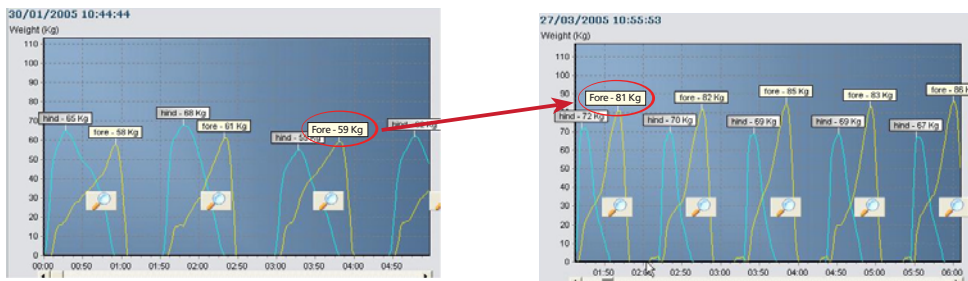 30/01/2005 10:44:44
Weight (Kg)
110
100
90
80
70
60
50
40
30
20
10
0
hind - 65 Kg
fore - 58 Kg
hind - 68 Kg
fore - 61 Kg
Fore - 59 Kg
00:00 00:50 01:00 01:50 02:00 02:50 03:00 03:50 04:00 04:50
27/03/2005 10:55:53
Weight (Kg)
110
100
90
80
70
60
50
40
30
20
10
0
Fore - 81 Kg
hind - 72 Kg
fore - 82 Kg
hind - 70 Kg
fore - 85 Kg
hind - 69 Kg
fore - 83 Kg
hind - 69 Kg
hind - 67 Kg
01:50 02:50 03:00 03:50 04:00 04:50 05:00 05:50 06:00